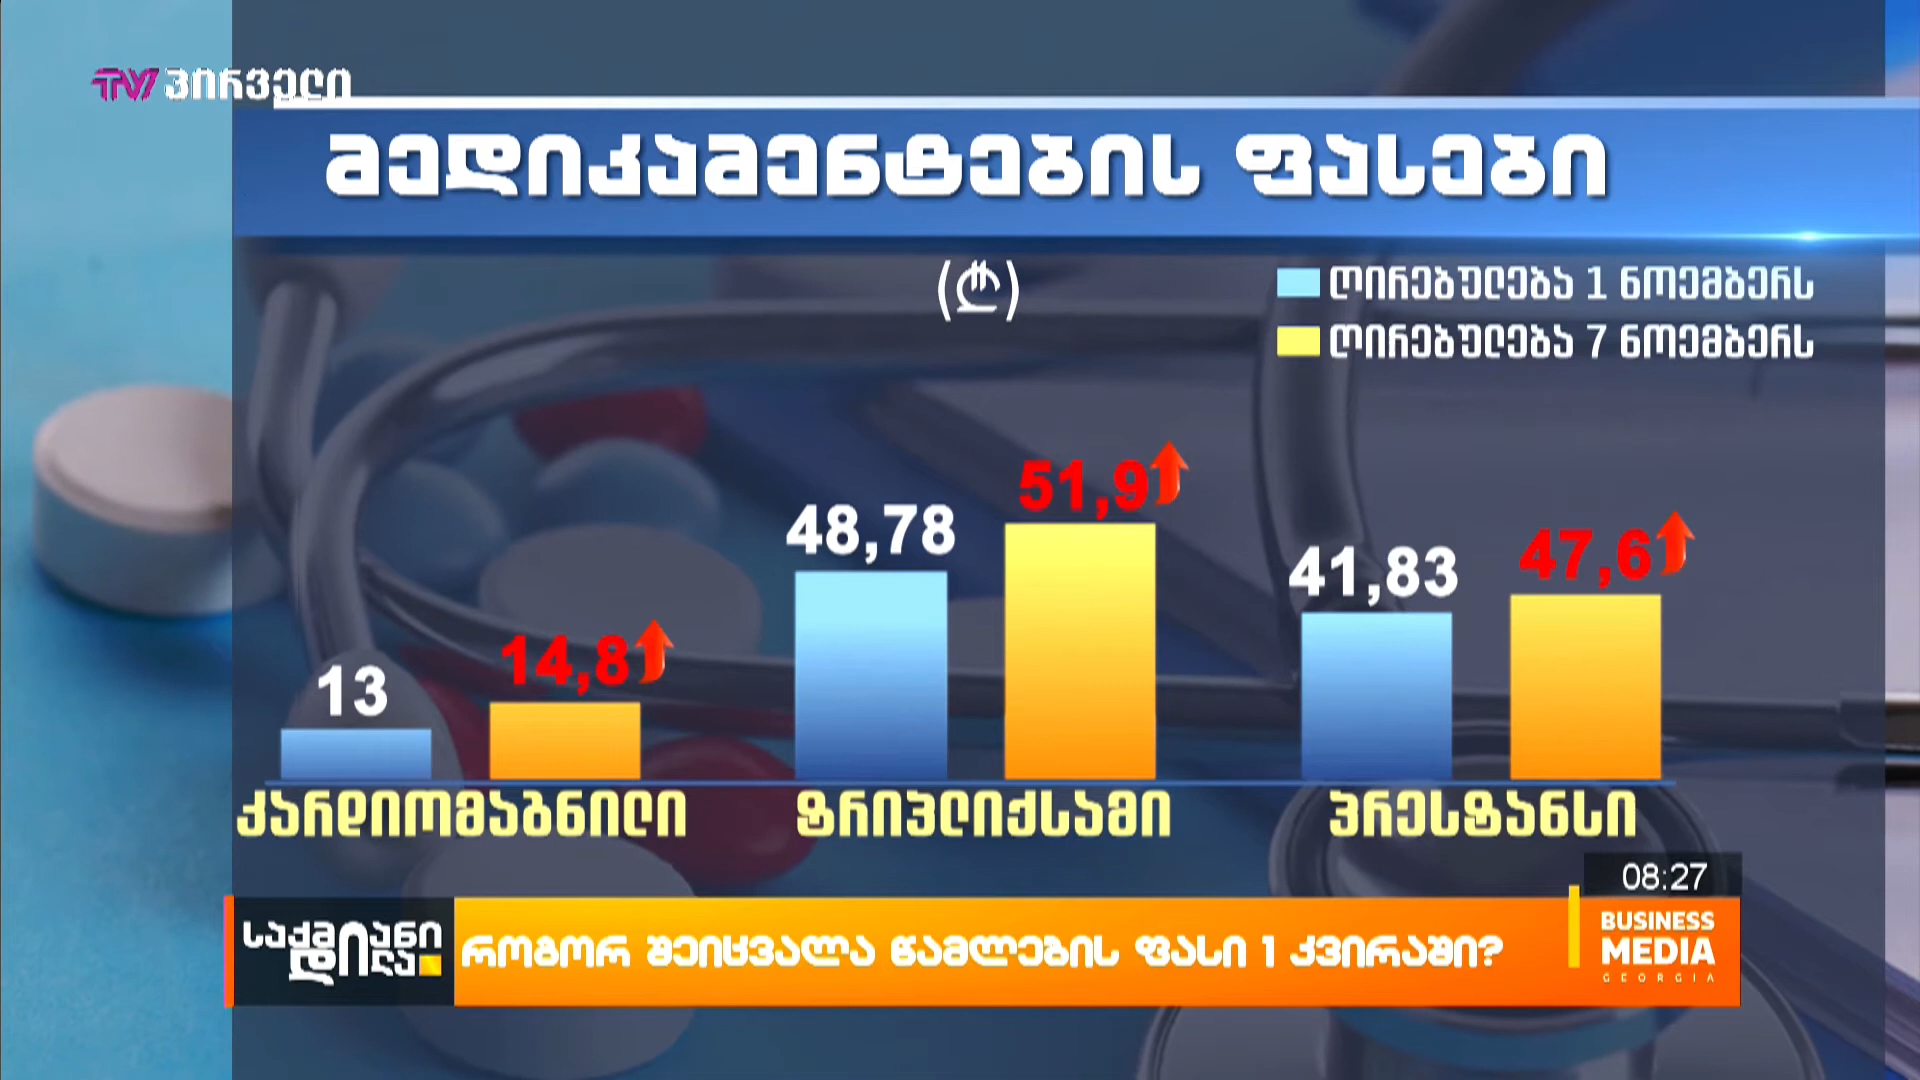 TV პირველი
მედიკამენტების ფასები
(₾)
ღირებულება 1 ნოემბერს
ღირებულება 7 ნოემბერს
13
14,8
48,78
51,9
41,83
47,6
კარდიომაგნილი
ტრიპლიქსამი
პრესტანსი
08:27
საქმიანი
დილა
როგორ შეიცვალა წამლების ფასი 1 კვირაში?
BUSINESS
MEDIA
GEORGIA